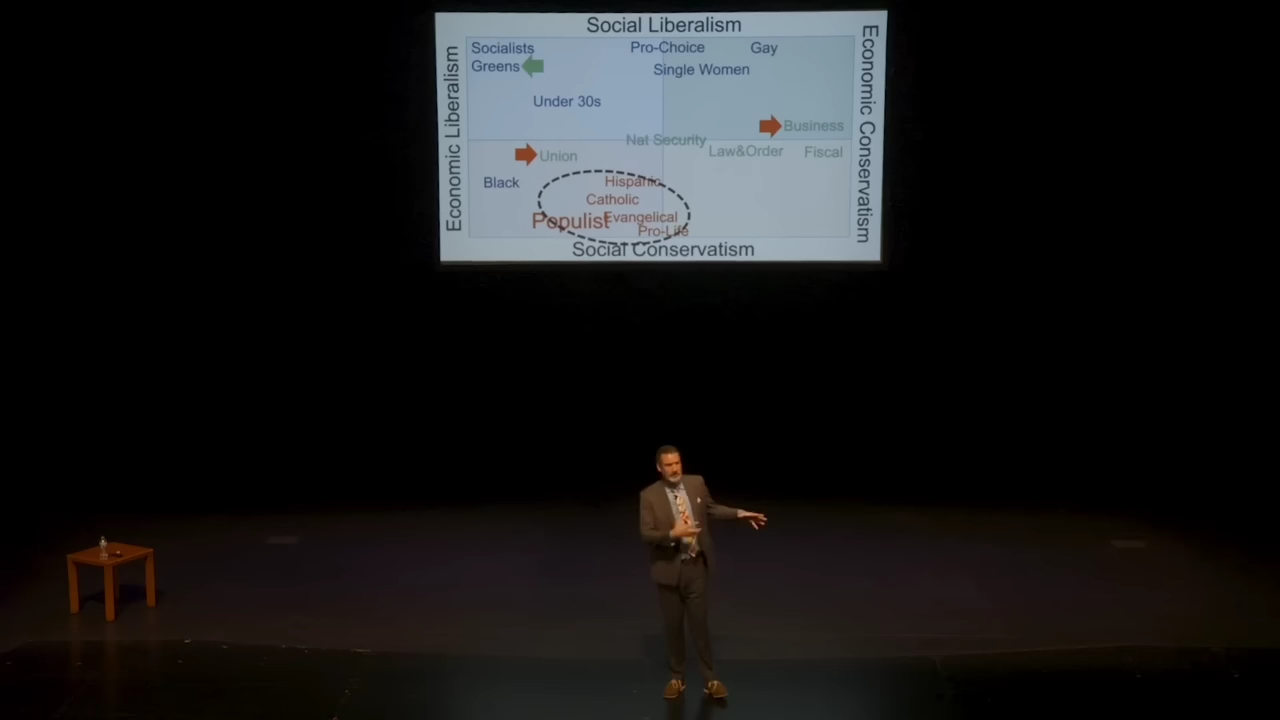 Social Liberalism
Economic Liberalism
Economic Conservatism
Socialists
Pro-Choice
Gay
Greens
Single Women
Under 30s
Business
Nat Security
Law&Order
Fiscal
Union
Black
Hispanic
Catholic
Populist
Evangelical
Pro-Life
Social Conservatism